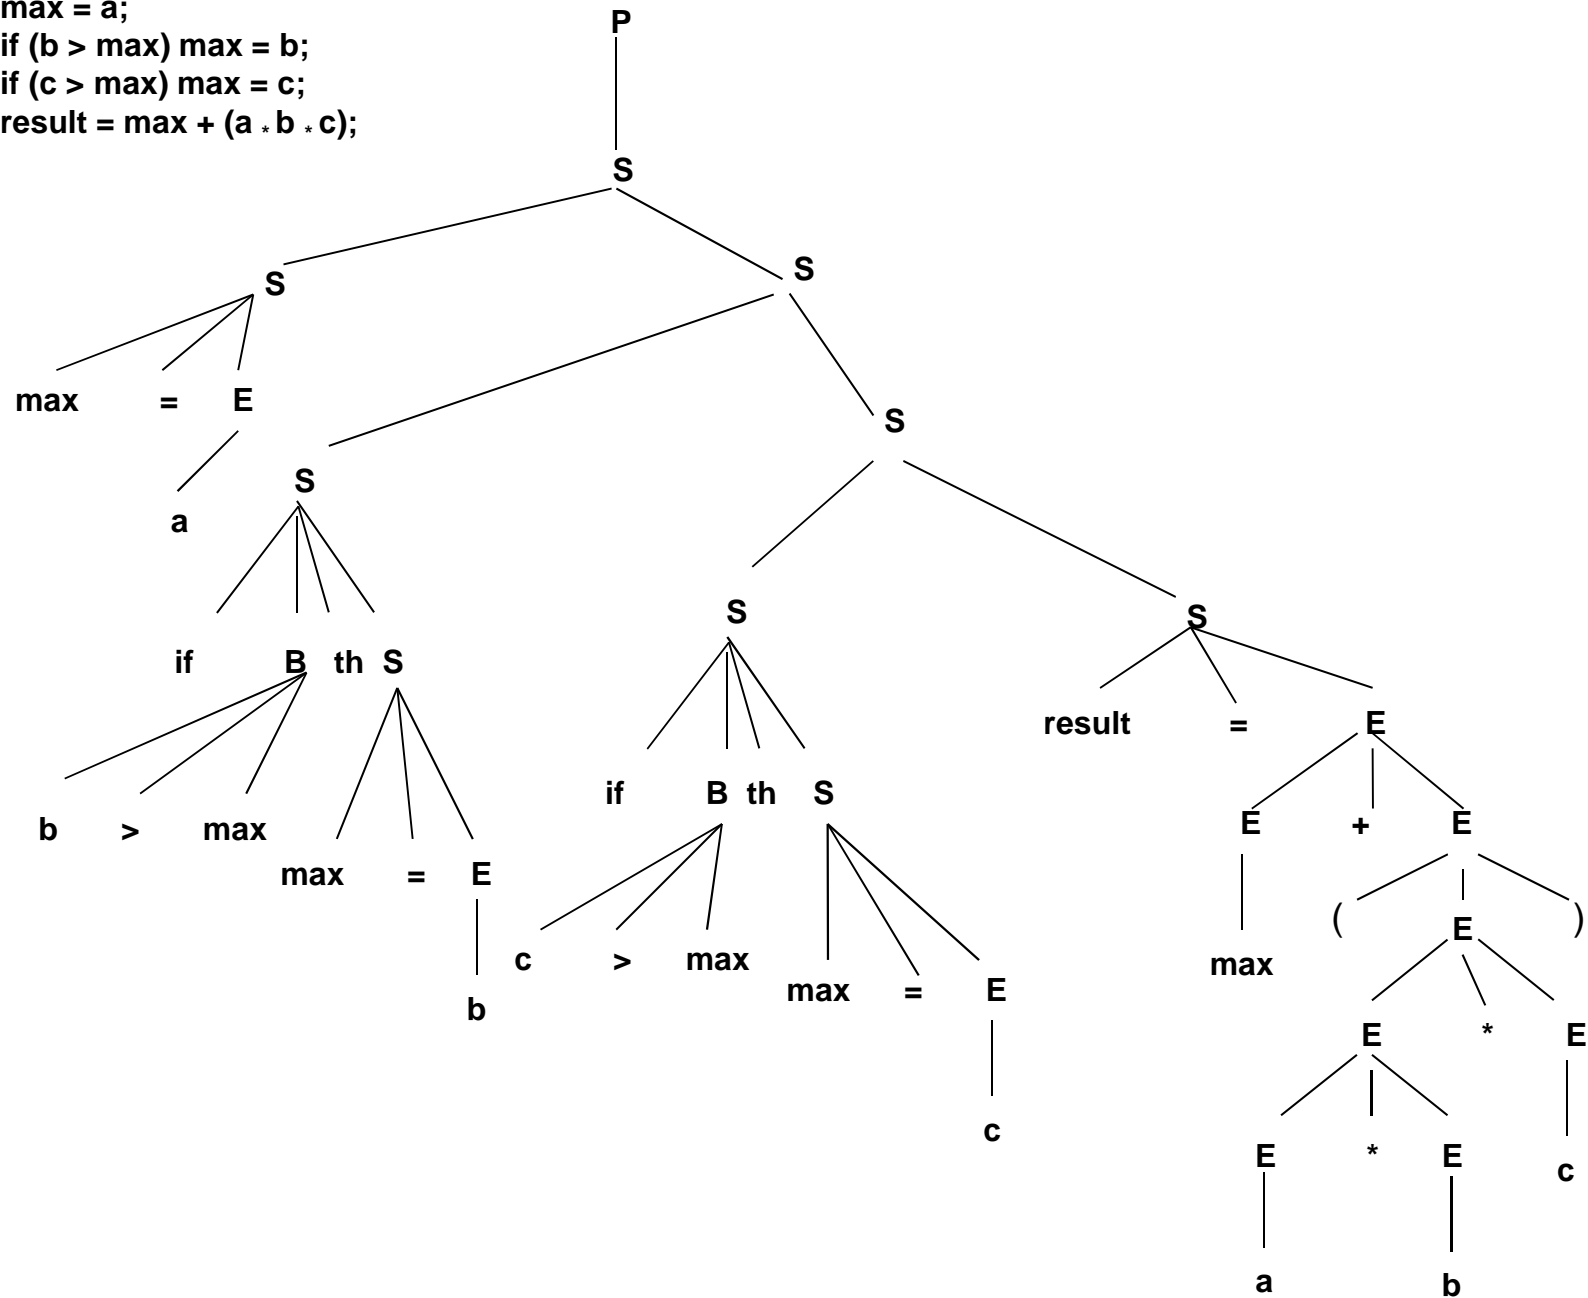 max = a;
if (b > max) max = b;
if (c > max) max = c;
result = max + (a * b * c);
P
S
S S
max = E
S
a
S
S
S
if B th S
result = E
if B th S
b > max
E + E
max = E
( )
E
c > max
max
max = E
b
E * E
c
E * E
c
a b